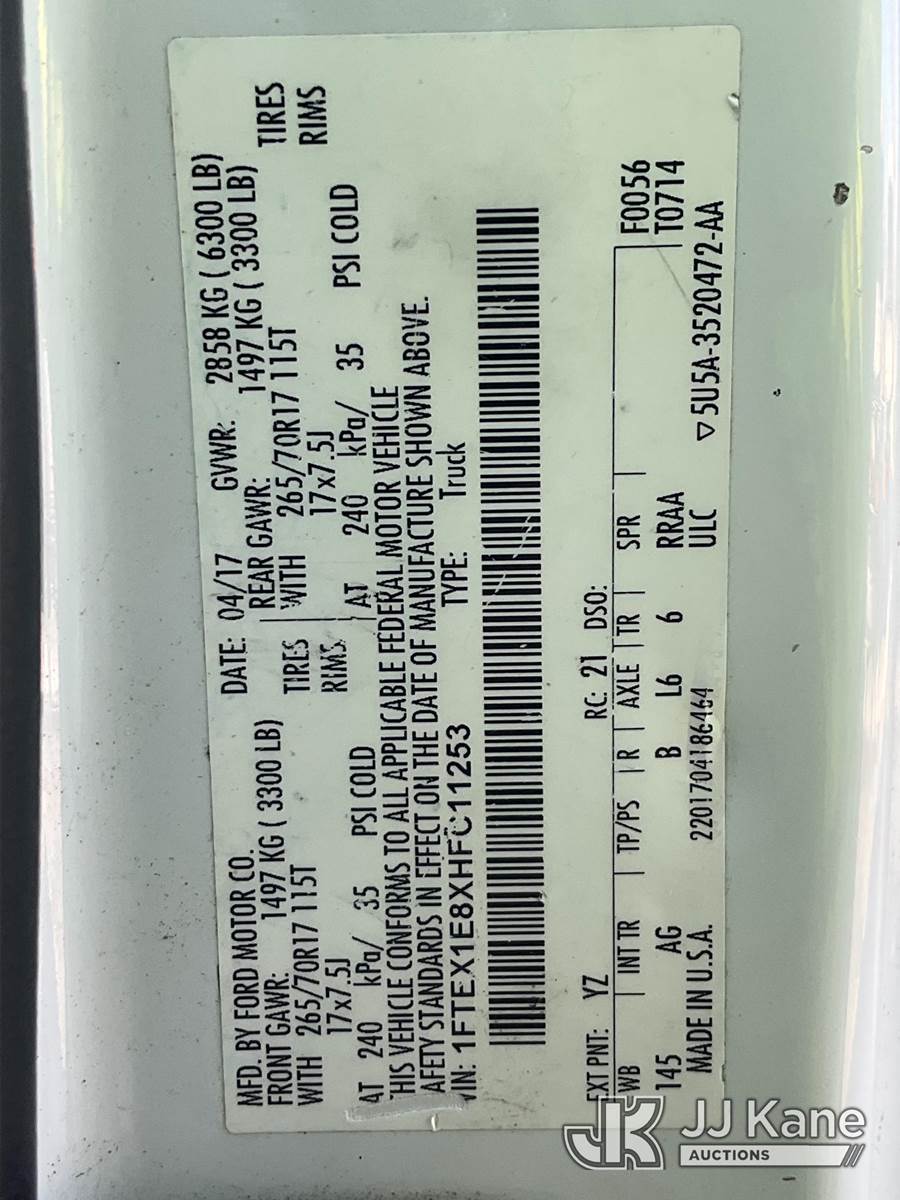 MFD. BY FORD MOTOR CO. DATE: 04/17 GVWR: 2858 KG ( 6300 LB)
FRONT GAWR: 1497 KG ( 3300 LB) REAR GAWR: 1497 KG ( 3300 LB)
WITH 265/70R17 115T TIRES WITH 265/70R17 115T TIRES
17x7.5J RIMS 17x7.5J RIMS
AT 240 kPa/ 35 PSI COLD AT 240 kPa/ 35 PSI COLD
THIS VEHICLE CONFORMS TO ALL APPLICABLE FEDERAL MOTOR VEHICLE
AFETY STANDARDS IN EFFECT ON THE DATE OF MANUFACTURE SHOWN ABOVE.
VIN: 1FTEX1E8XHFC11253 TYPE: Truck
EXT PNT: YZ RC: 21 DSO: F0056
WB INT TR TP/PS R AXLE TR SPR T0714
145 AG B L6 6 RRAA
MADE IN U.S.A. 2201704186464 ULC ▽5U5A-3520472-AA
JK JJ Kane
AUCTIONS